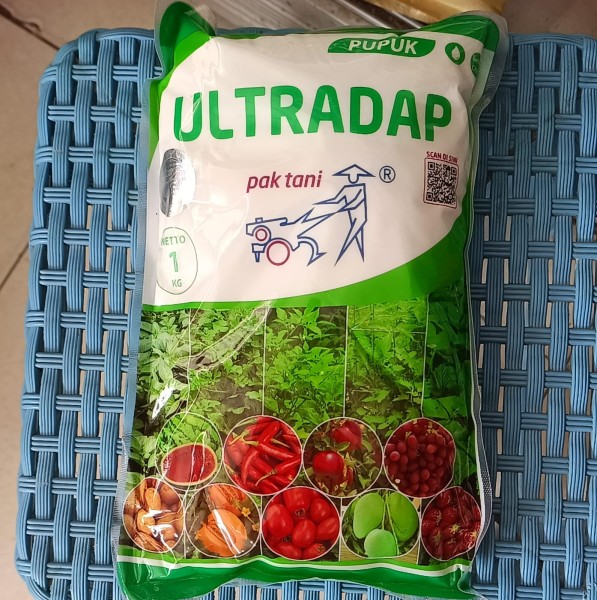 PUPUK
ULTRADAP
SCAN DI SINI
pak tani ®
NETTO
1
KG